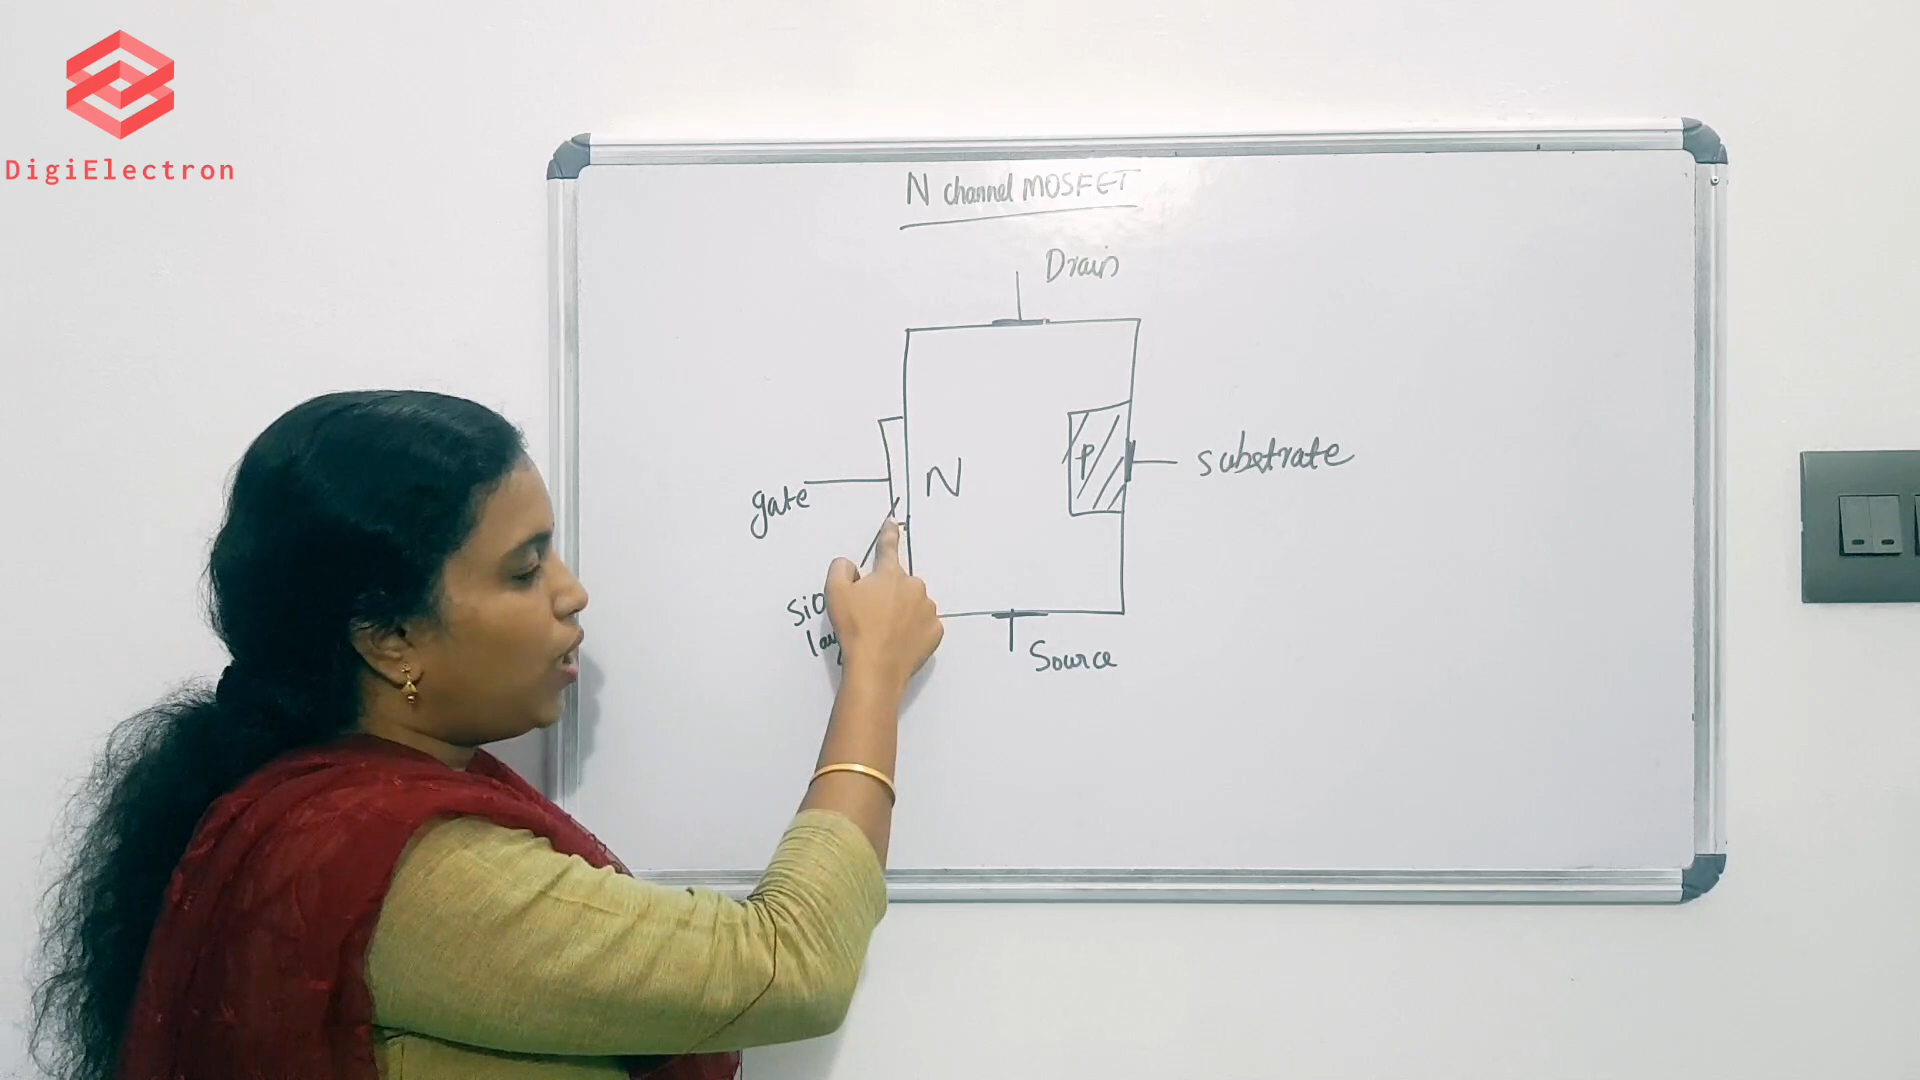 DigiElectron
N channel MOSFET
Drain
N
P
substrate
gate
Source